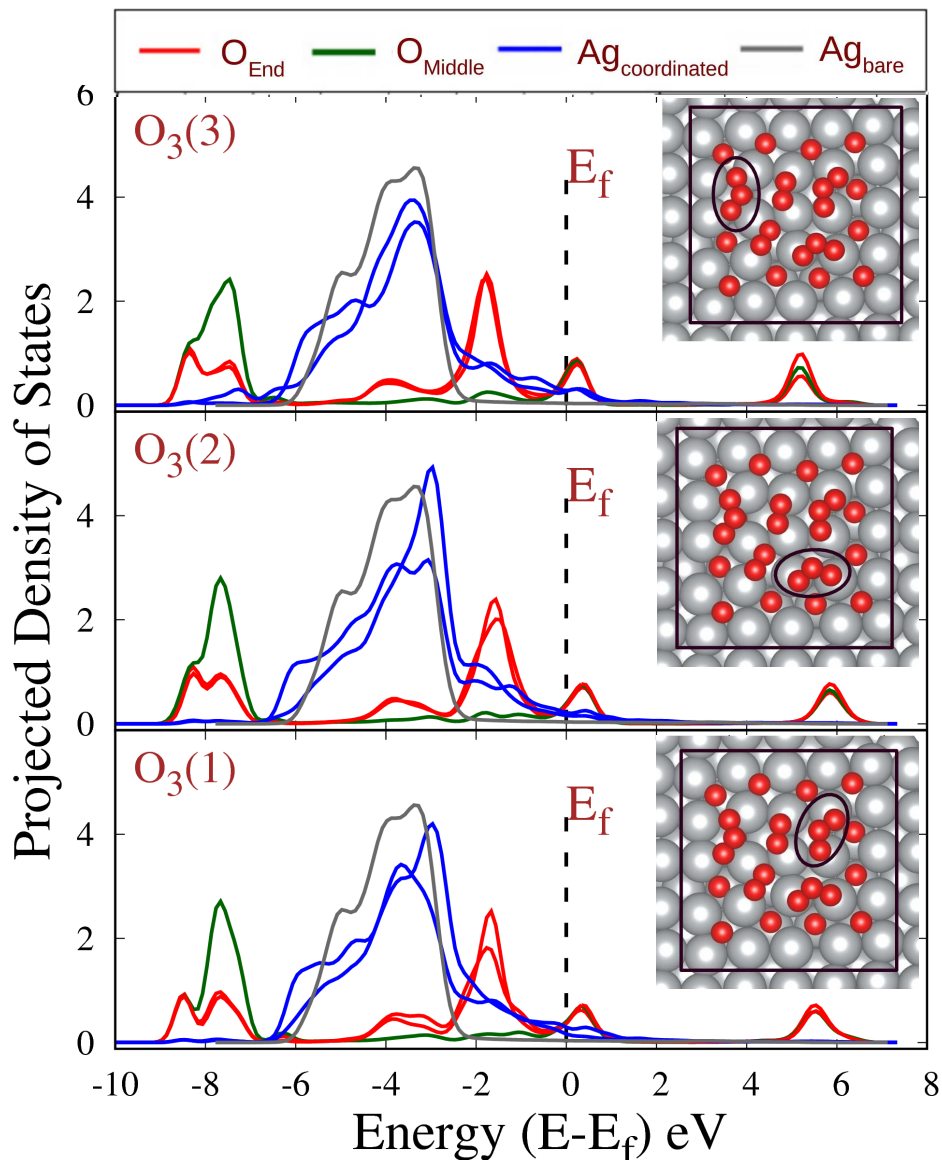 O_End O_Middle Ag_coordinated Ag_bare
6
O₃(3)
E_f
4
2
0
O₃(2)
E_f
4
2
0
O₃(1)
E_f
4
2
0
Projected Density of States
-10 -8 -6 -4 -2 0 2 4 6 8
Energy (E-E_f) eV